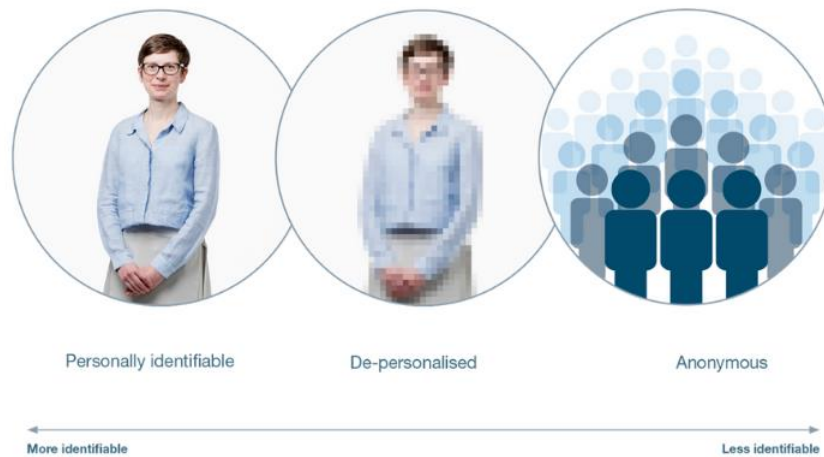 Personally identifiable
De-personalised
Anonymous
More identifiable
Less identifiable